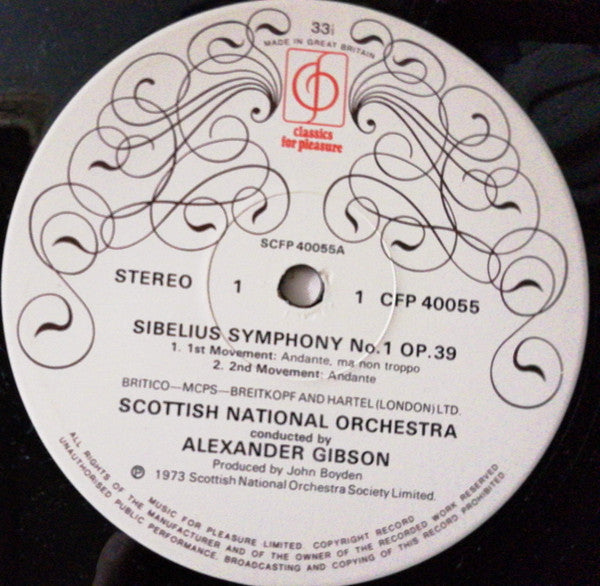 33⅓
MADE IN GREAT BRITAIN
classics
for pleasure
SCFP 40055A
STEREO 1 1 CFP 40055
SIBELIUS SYMPHONY No.1 OP.39
1. 1st Movement: Andante, ma non troppo
2. 2nd Movement: Andante
BRITICO—MCPS—BREITKOPF AND HARTEL (LONDON) LTD.
SCOTTISH NATIONAL ORCHESTRA
conducted by
ALEXANDER GIBSON
Produced by John Boyden
℗ 1973 Scottish National Orchestra Society Limited.
MUSIC FOR PLEASURE LIMITED. COPYRIGHT RECORD
ALL RIGHTS OF THE MANUFACTURER AND OF THE OWNER OF THE RECORDED WORK RESERVED
UNAUTHORISED PUBLIC PERFORMANCE, BROADCASTING AND COPYING OF THIS RECORD PROHIBITED.